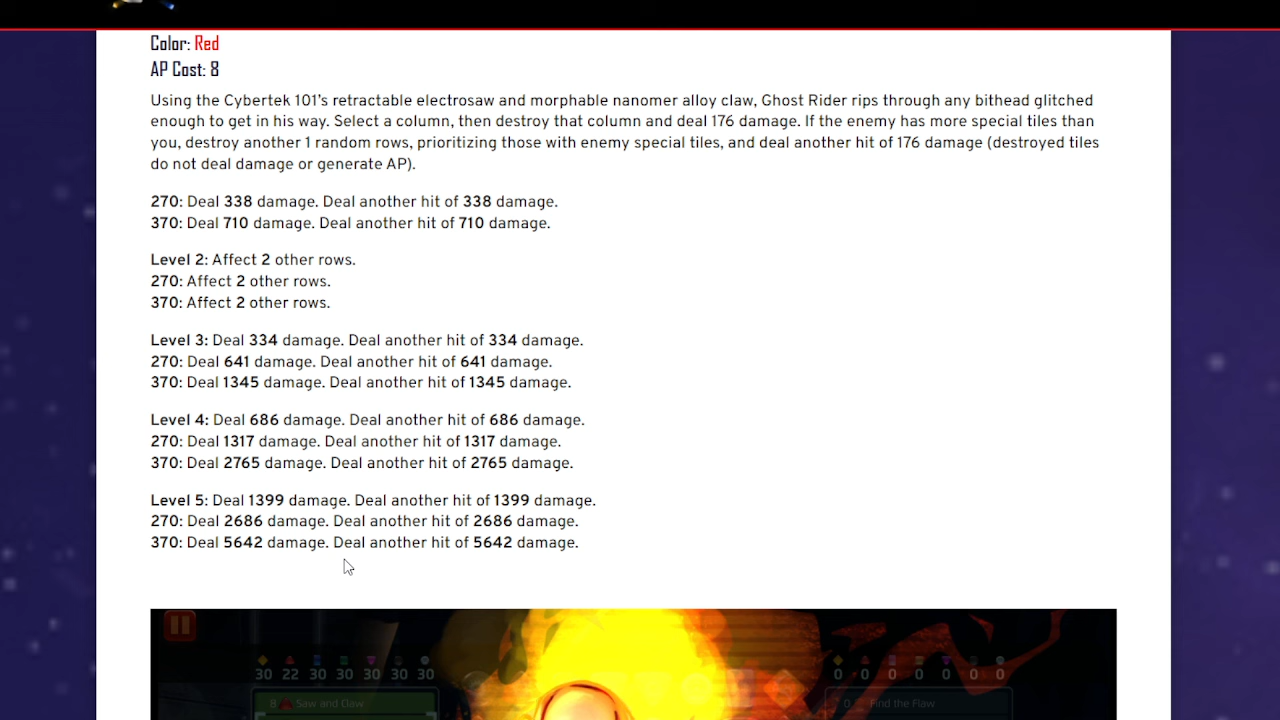 Color: Red
AP Cost: 8
Using the Cybertek 101's retractable electrosaw and morphable nanomer alloy claw, Ghost Rider rips through any bithead glitched
enough to get in his way. Select a column, then destroy that column and deal 176 damage. If the enemy has more special tiles than
you, destroy another 1 random rows, prioritizing those with enemy special tiles, and deal another hit of 176 damage (destroyed tiles
do not deal damage or generate AP).
270: Deal 338 damage. Deal another hit of 338 damage.
370: Deal 710 damage. Deal another hit of 710 damage.
Level 2: Affect 2 other rows.
270: Affect 2 other rows.
370: Affect 2 other rows.
Level 3: Deal 334 damage. Deal another hit of 334 damage.
270: Deal 641 damage. Deal another hit of 641 damage.
370: Deal 1345 damage. Deal another hit of 1345 damage.
Level 4: Deal 686 damage. Deal another hit of 686 damage.
270: Deal 1317 damage. Deal another hit of 1317 damage.
370: Deal 2765 damage. Deal another hit of 2765 damage.
Level 5: Deal 1399 damage. Deal another hit of 1399 damage.
270: Deal 2686 damage. Deal another hit of 2686 damage.
370: Deal 5642 damage. Deal another hit of 5642 damage.
30 22 30 30 30 30 30 0 0 0 0 0 0 0
8 Saw and Claw 0 Find the Flaw